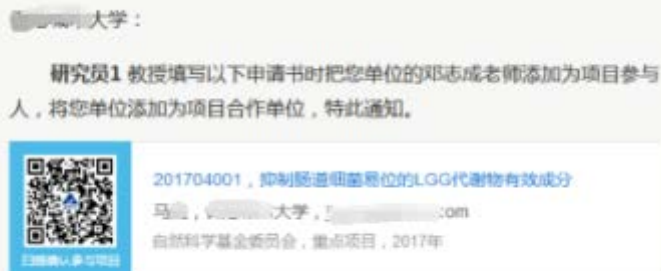 大学：
研究员1 教授填写以下申请书时把您单位的邓志成老师添加为项目参与
人，将您单位添加为项目合作单位，特此通知。
201704001，抑制肠道细菌易位的LGG代谢物有效成分
马 ， 大学， com
自然科学基金委员会，重点项目，2017年
扫描确认参与项目